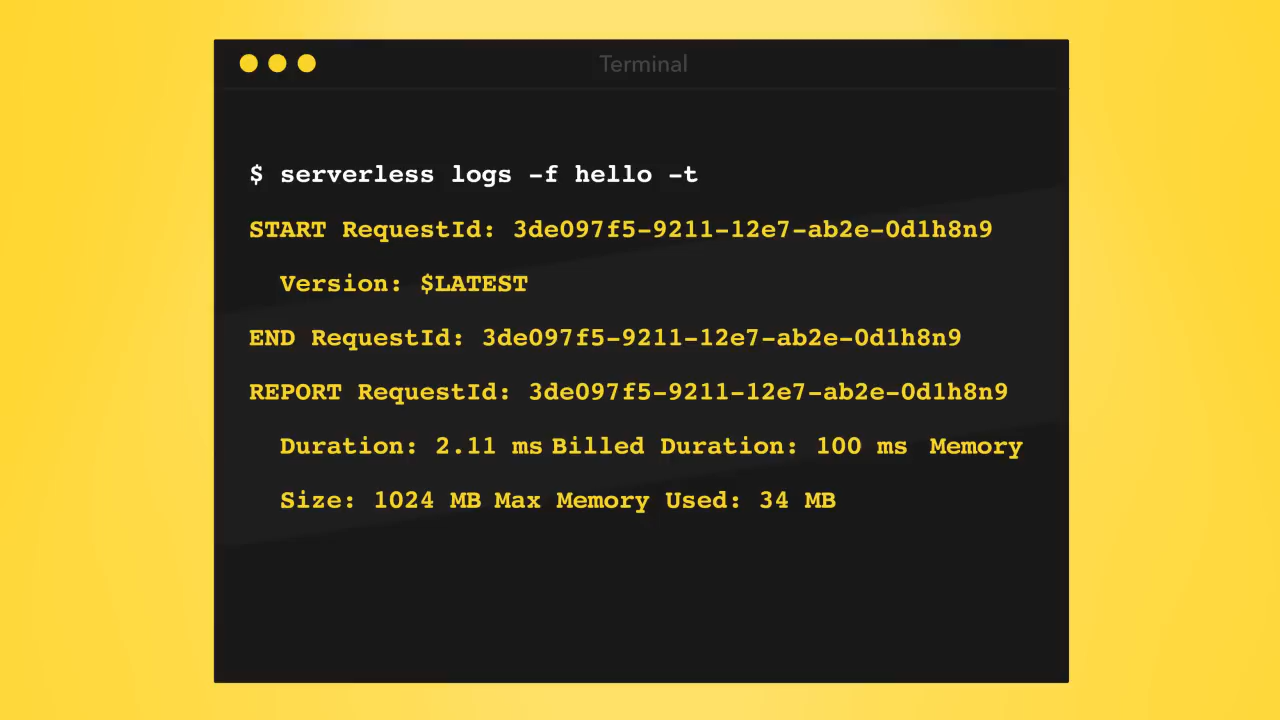 Terminal
$ serverless logs -f hello -t
START RequestId: 3de097f5-9211-12e7-ab2e-0d1h8n9
Version: $LATEST
END RequestId: 3de097f5-9211-12e7-ab2e-0d1h8n9
REPORT RequestId: 3de097f5-9211-12e7-ab2e-0d1h8n9
Duration: 2.11 ms Billed Duration: 100 ms Memory
Size: 1024 MB Max Memory Used: 34 MB